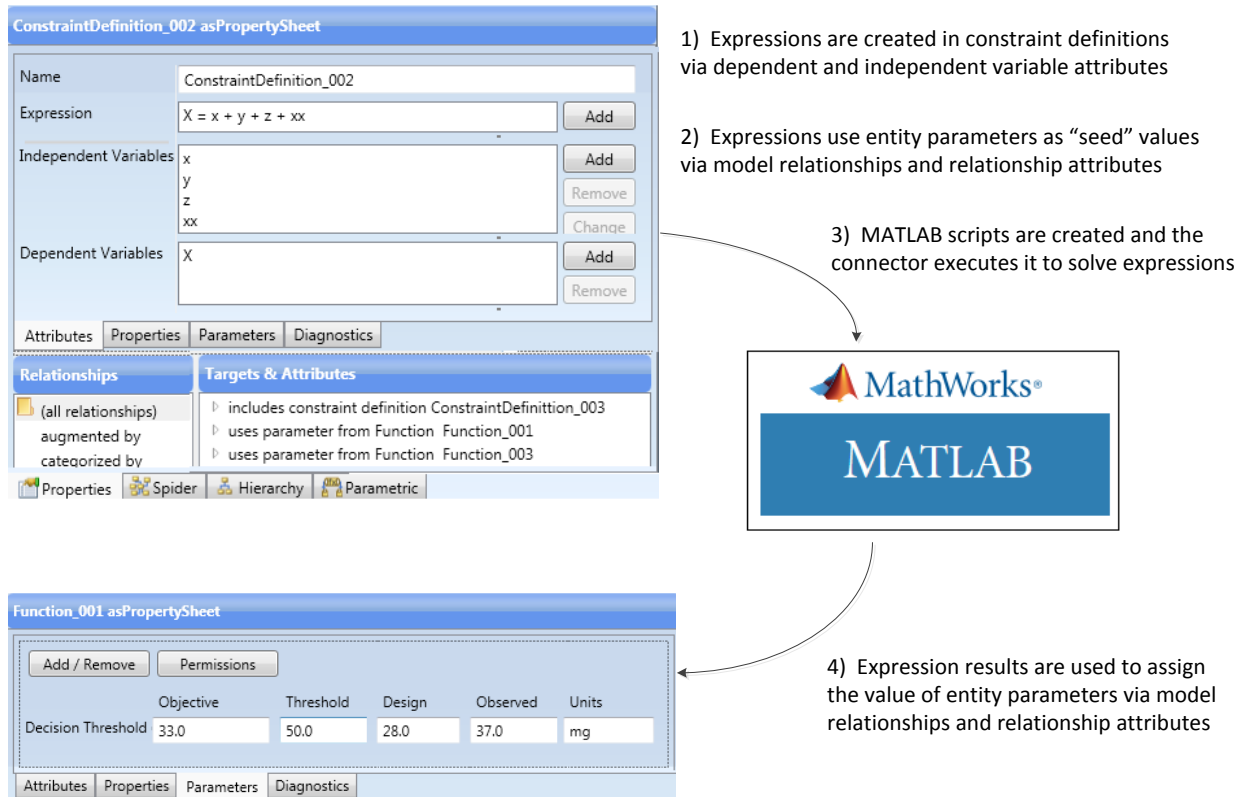 ConstraintDefinition_002 asPropertySheet
Name
ConstraintDefinition_002
Expression
X = x + y + z + xx
Add
Independent Variables
x
y
z
xx
Add
Remove
Change
Dependent Variables
X
Add
Remove
Attributes Properties Parameters Diagnostics
Relationships
(all relationships)
augmented by
categorized by
Targets & Attributes
includes constraint definition ConstraintDefinittion_003
uses parameter from Function Function_001
uses parameter from Function Function_003
Properties Spider Hierarchy Parametric
1) Expressions are created in constraint definitions
via dependent and independent variable attributes
2) Expressions use entity parameters as “seed” values
via model relationships and relationship attributes
3) MATLAB scripts are created and the
connector executes it to solve expressions
MathWorks®
MATLAB
Function_001 asPropertySheet
Add / Remove Permissions
Objective Threshold Design Observed Units
Decision Threshold 33.0 50.0 28.0 37.0 mg
Attributes Properties Parameters Diagnostics
4) Expression results are used to assign
the value of entity parameters via model
relationships and relationship attributes